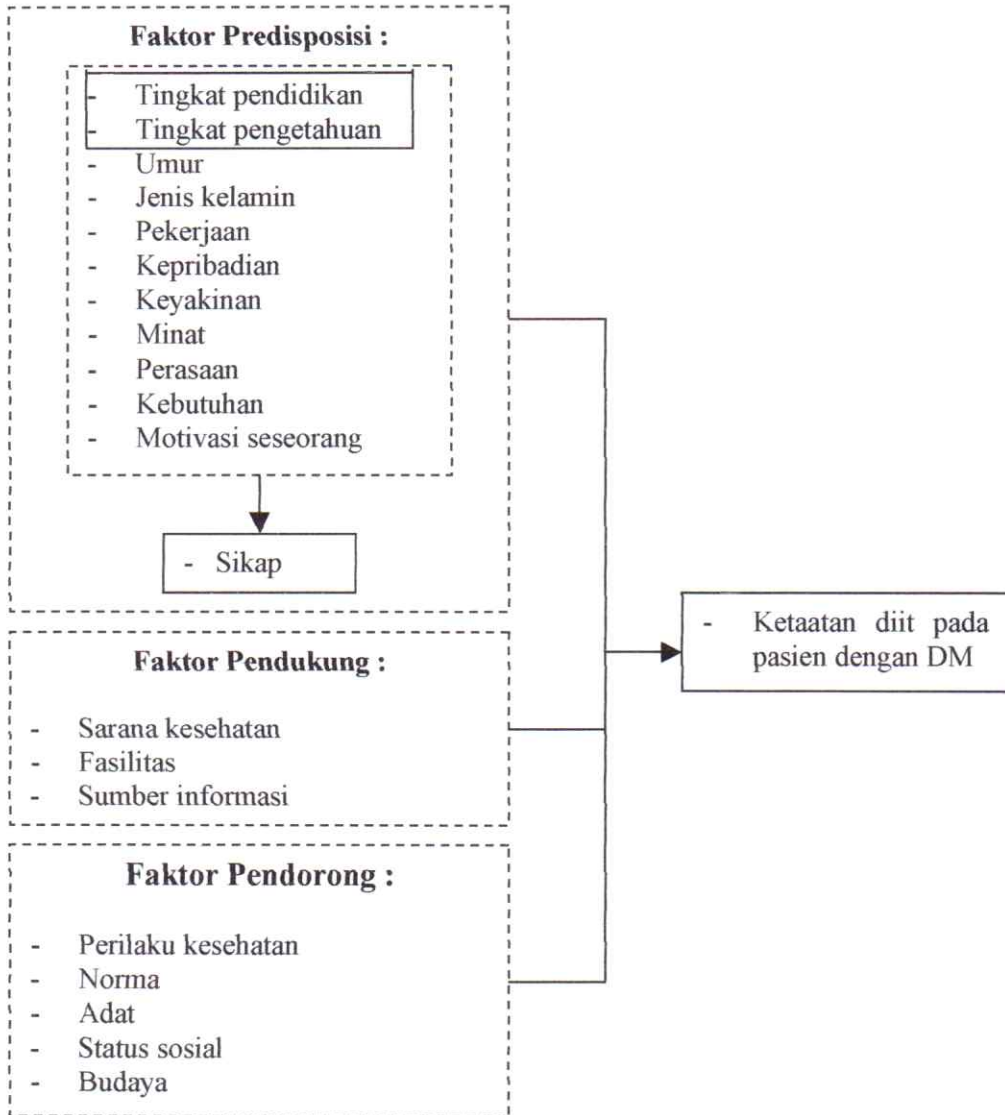 Faktor Predisposisi :
- Tingkat pendidikan
- Tingkat pengetahuan
- Umur
- Jenis kelamin
- Pekerjaan
- Kepribadian
- Keyakinan
- Minat
- Perasaan
- Kebutuhan
- Motivasi seseorang
- Sikap
Faktor Pendukung :
- Sarana kesehatan
- Fasilitas
- Sumber informasi
Faktor Pendorong :
- Perilaku kesehatan
- Norma
- Adat
- Status sosial
- Budaya
- Ketaatan diit pada
pasien dengan DM